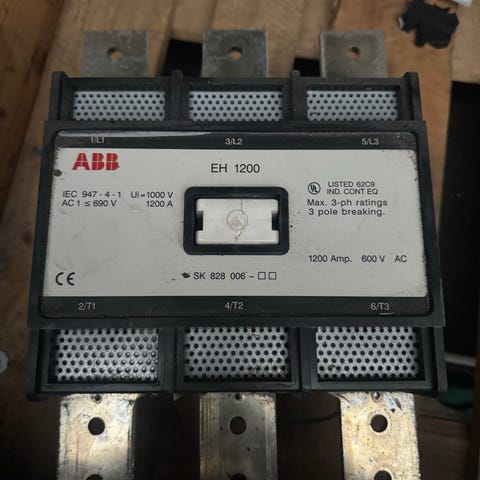 1/L1 3/L2 5/L3
ABB
EH 1200
IEC 947 - 4 - 1 Ui = 1000 V
AC 1 ≤ 690 V 1200 A
UL LISTED 62C9
IND. CONT EQ
Max. 3-ph ratings
3 pole breaking.
1200 Amp. 600 V AC
SK 828 006 - □□
CE
2/T1 4/T2 6/T3